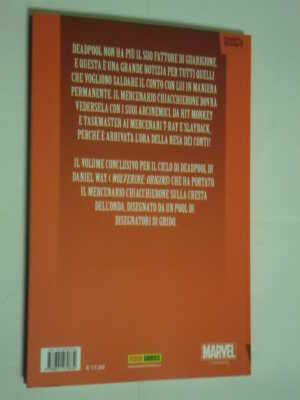 DEADPOOL NON HA PIÙ IL SUO FATTORE DI GUARIGIONE,
E QUESTA È UNA GRANDE NOTIZIA PER TUTTI QUELLI
CHE VOGLIONO SALDARE IL CONTO CON LUI IN MANIERA
PERMANENTE. IL MERCENARIO CHIACCHIERONE DOVRÀ
VEDERSELA CON I SUOI ARCINEMICI, DA HIT MONKEY
E TASKMASTER AI MERCENARI T-RAY E SLAYBACK,
PERCHÉ È ARRIVATA L'ORA DELLA RESA DEI CONTI!
IL VOLUME CONCLUSIVO PER IL CICLO DI DEADPOOL DI
DANIEL WAY (WOLVERINE: ORIGINI) CHE HA PORTATO
IL MERCENARIO CHIACCHIERONE SULLA CRESTA
DELL'ONDA, DISEGNATO DA UN POOL DI
DISEGNATORI DI GRIDO.
€ 17,00
PANINI COMICS
MARVEL